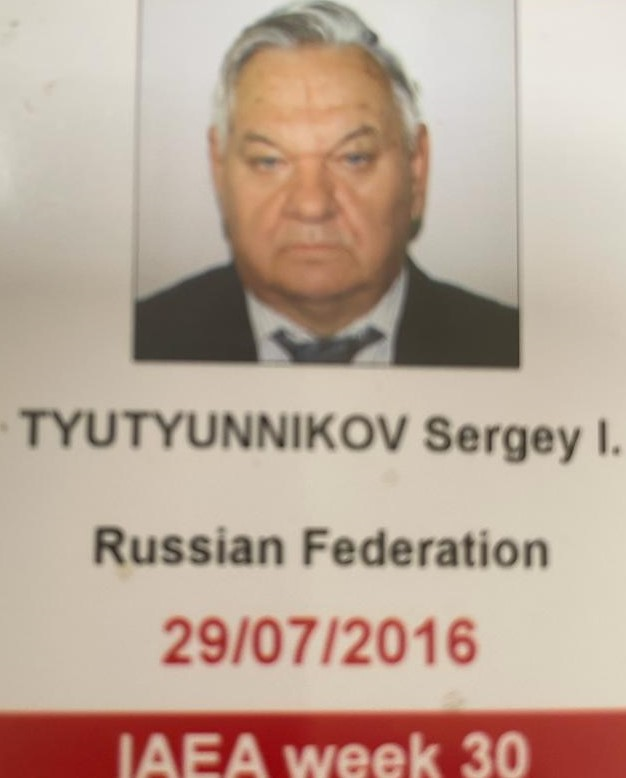 TYUTYUNNIKOV Sergey I.
Russian Federation
29/07/2016
IAEA week 30